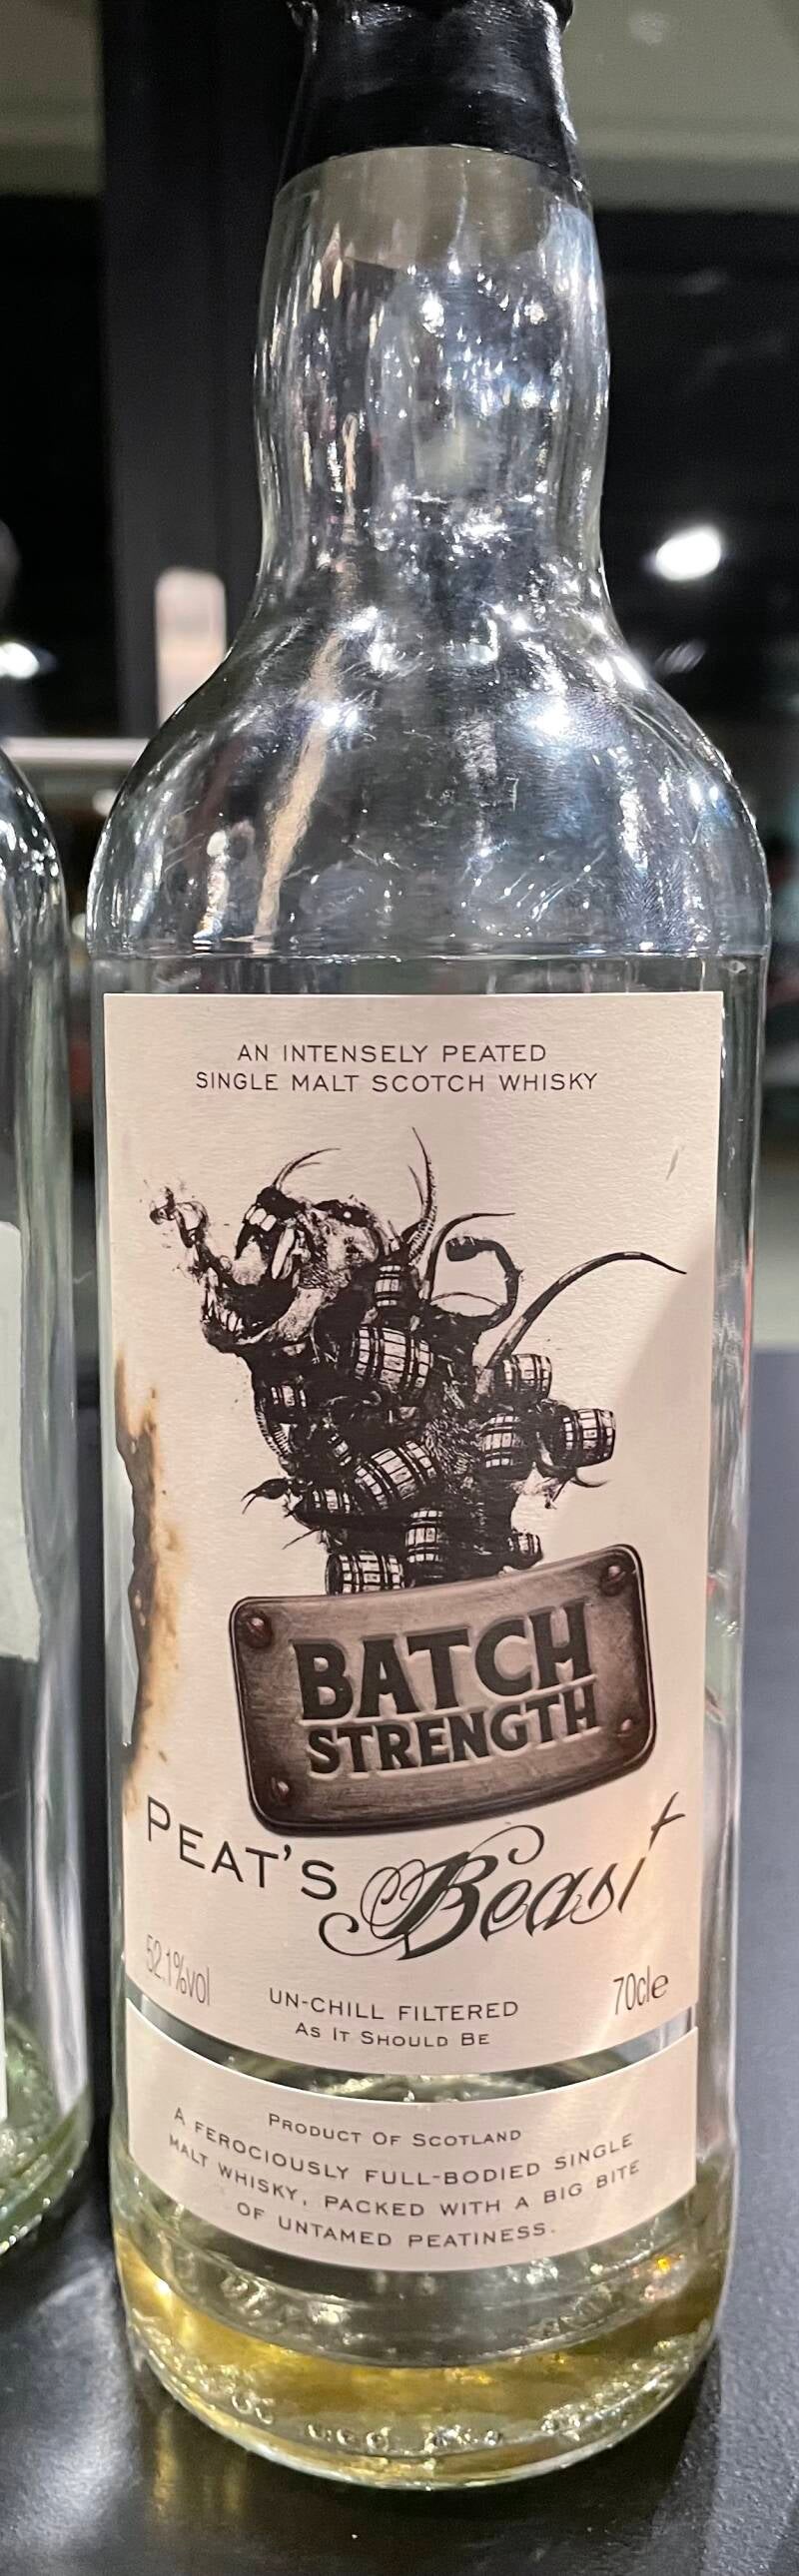 AN INTENSELY PEATED
SINGLE MALT SCOTCH WHISKY
BATCH
STRENGTH
PEAT'S Beast
52.1%vol
UN-CHILL FILTERED
AS IT SHOULD BE
70cle
PRODUCT OF SCOTLAND
A FEROCIOUSLY FULL-BODIED SINGLE
MALT WHISKY, PACKED WITH A BIG BITE
OF UNTAMED PEATINESS.